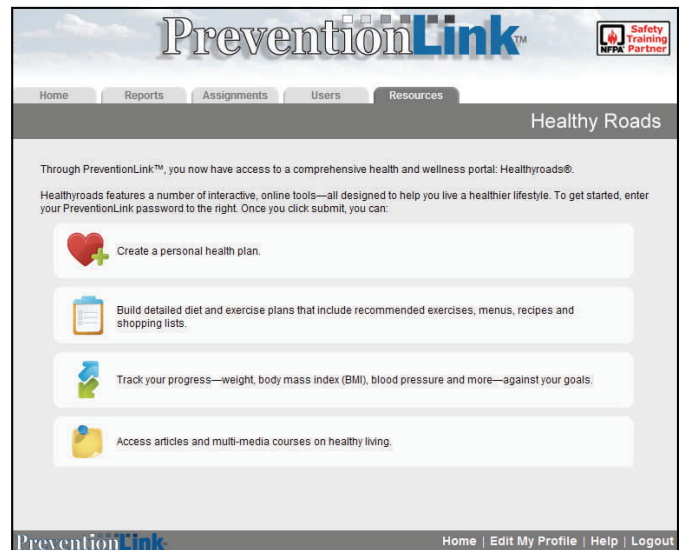 PreventionLink™
Safety
Training
NFPA® Partner
Home Reports Assignments Users Resources
Healthy Roads
Through PreventionLink™, you now have access to a comprehensive health and wellness portal: Healthyroads®.
Healthyroads features a number of interactive, online tools—all designed to help you live a healthier lifestyle. To get started, enter
your PreventionLink password to the right. Once you click submit, you can:
Create a personal health plan.
Build detailed diet and exercise plans that include recommended exercises, menus, recipes and
shopping lists.
Track your progress—weight, body mass index (BMI), blood pressure and more—against your goals.
Access articles and multi-media courses on healthy living.
PreventionLink
Home | Edit My Profile | Help | Logout